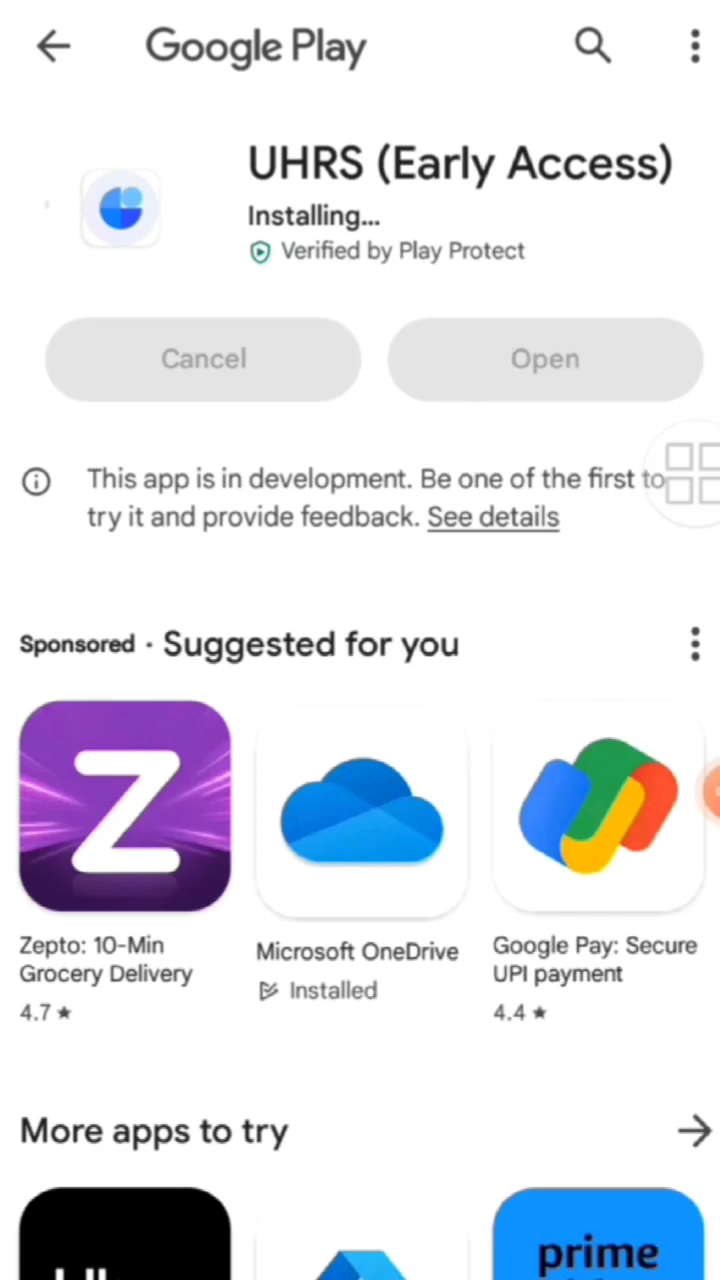 Google Play
UHRS (Early Access)
Installing...
Verified by Play Protect
Cancel
Open
This app is in development. Be one of the first to
try it and provide feedback. See details
Sponsored · Suggested for you
Z
Zepto: 10-Min
Grocery Delivery
4.7 ★
Microsoft OneDrive
Installed
Google Pay: Secure
UPI payment
4.4 ★
More apps to try
prime